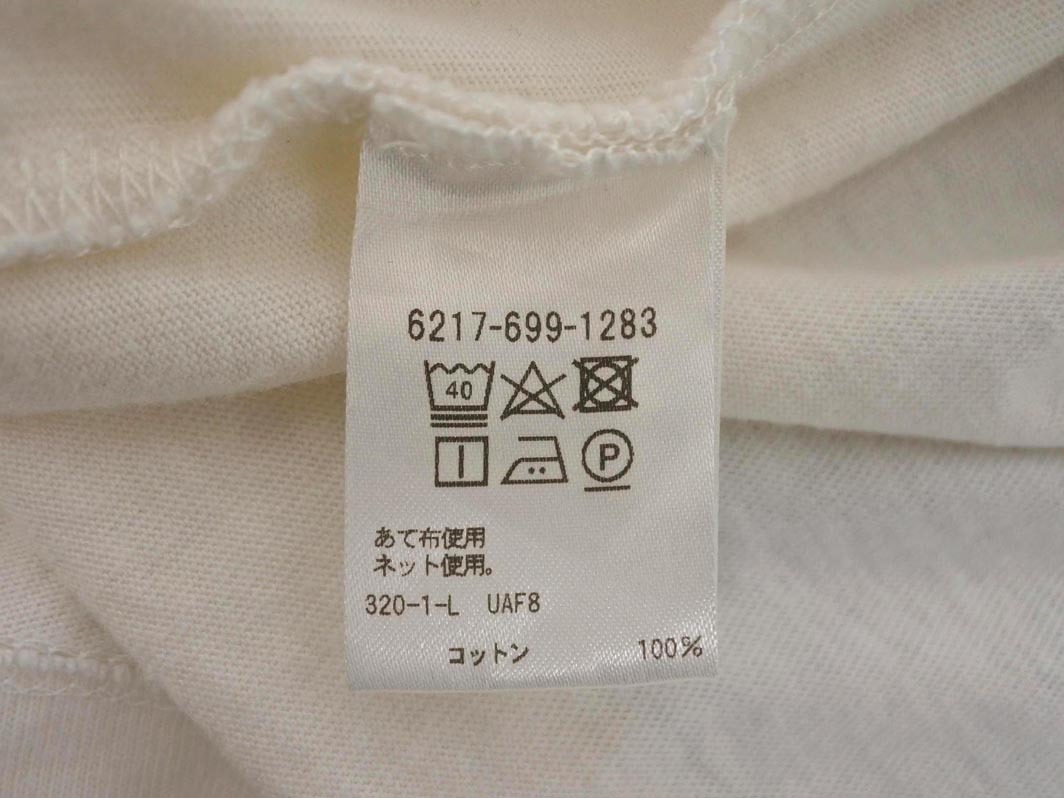 6217-699-1283
40
P
あて布使用
ネット使用。
320-1-L UAF8
コットン 100%